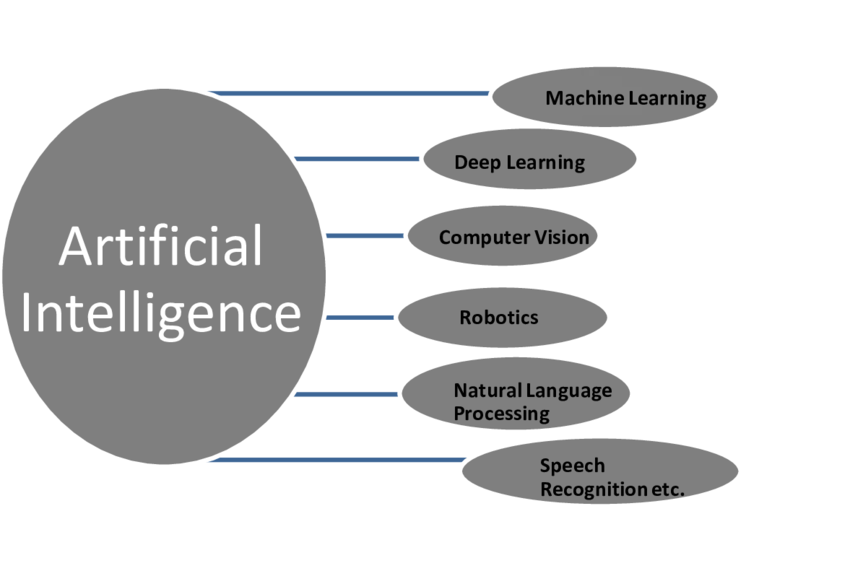 Artificial
Intelligence
Machine Learning
Deep Learning
Computer Vision
Robotics
Natural Language
Processing
Speech
Recognition etc.